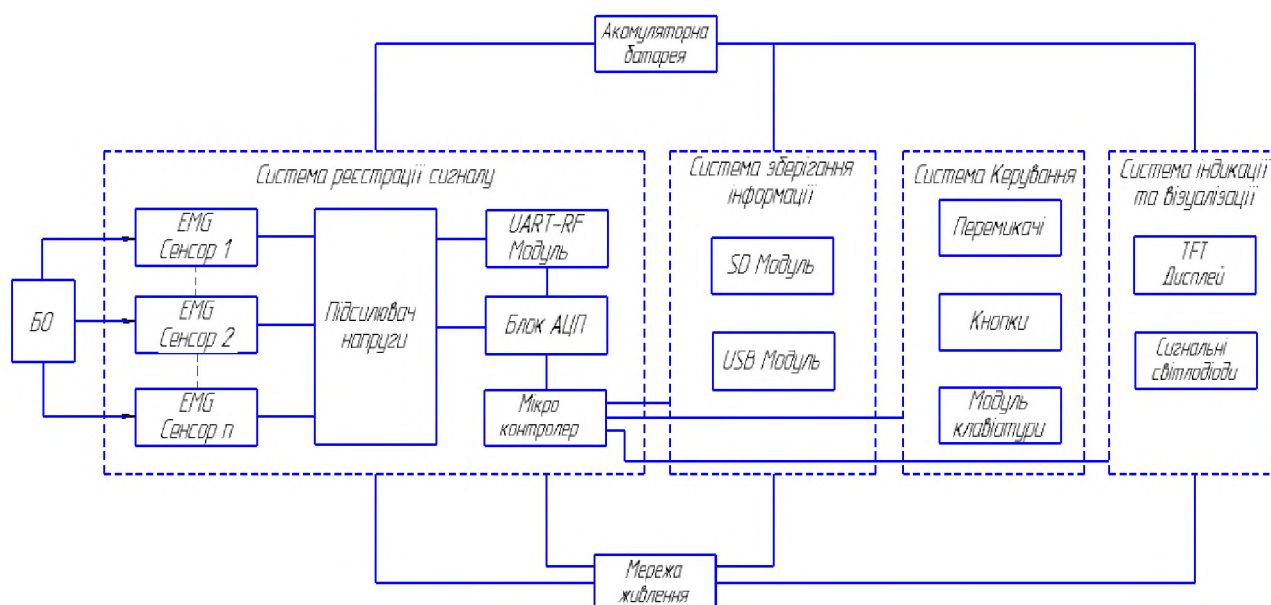 Акамуляторна
батарея
Система реєстрації сигналу
Система зберігання
інформації
Система Керування
Система індикації
та візуалізації
EMG
Сенсор 1
EMG
Сенсор 2
EMG
Сенсор n
БО
Підсилювач
напруги
UART-RF
Модуль
Блок АЦП
Мікро
контролер
SD Модуль
USB Модуль
Перемикачі
Кнопки
Модуль
клавіатури
TFT
Дисплей
Сигнальні
світлодіоди
Мережа
живлення